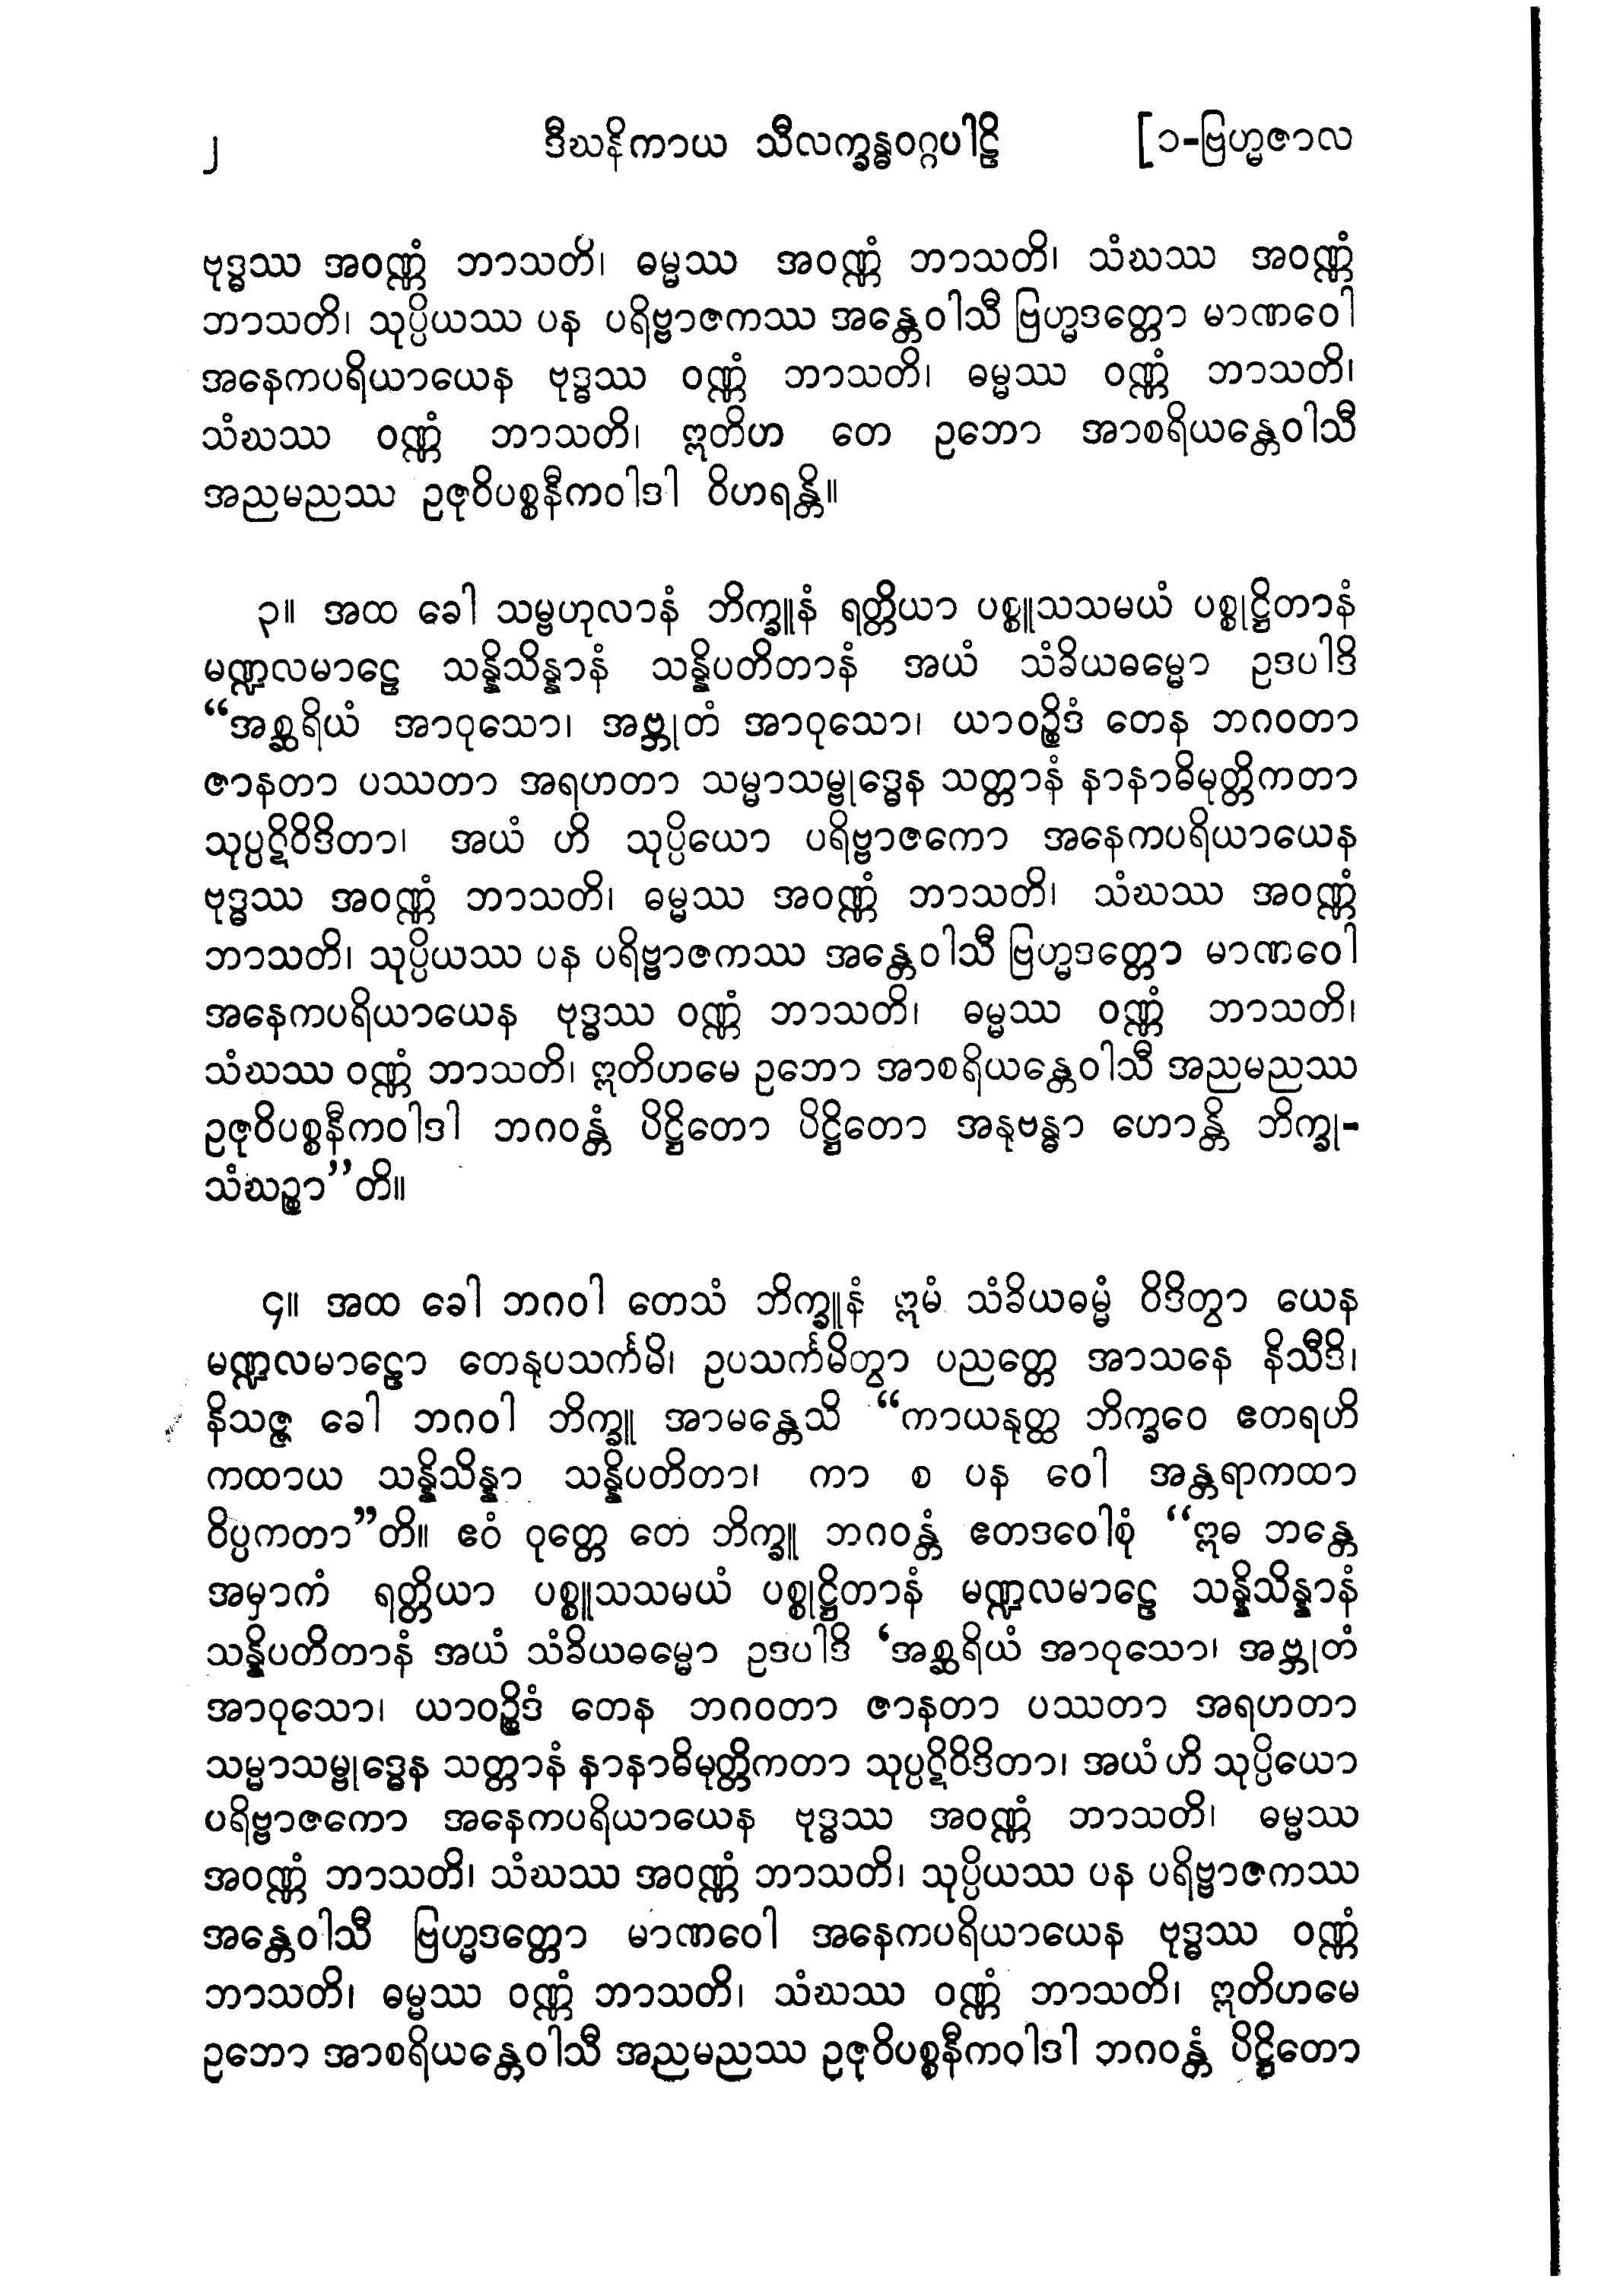 ၂ ဒီဃနိကာယ သီလက္ခန္ဓဝဂ္ဂပါဠိ [၁-ဗြဟ္မဇာလ
ဗုဒ္ဓဿ အဝဏ္ဏံ ဘာသတိ၊ ဓမ္မဿ အဝဏ္ဏံ ဘာသတိ၊ သံဃဿ အဝဏ္ဏံ
ဘာသတိ၊ သုပ္ပိယဿ ပန ပရိဗ္ဗာဇကဿ အန္တေဝါသီ ဗြဟ္မဒတ္တော မာဏဝေါ
အနေကပရိယာယေန ဗုဒ္ဓဿ ဝဏ္ဏံ ဘာသတိ၊ ဓမ္မဿ ဝဏ္ဏံ ဘာသတိ၊
သံဃဿ ဝဏ္ဏံ ဘာသတိ၊ ဣတိဟ တေ ဥဘော အာစရိယန္တေဝါသီ
အညမညဿ ဥဇုဝိပစ္စနီကဝါဒါ ဝိဟရန္တိ။
၃။ အထ ခေါ သမ္ဗဟုလာနံ ဘိက္ခူနံ ရတ္တိယာ ပစ္စူသသမယံ ပစ္စုဋ္ဌိတာနံ
မဏ္ဍလမာဠေ သန္နိသိန္နာနံ သန္နိပတိတာနံ အယံ သံခိယဓမ္မော ဥဒပါဒိ
“အစ္ဆရိယံ အာဝုသော၊ အဗ္ဘုတံ အာဝုသော၊ ယာဝဉ္စိဒံ တေန ဘဂဝတာ
ဇာနတာ ပဿတာ အရဟတာ သမ္မာသမ္ဗုဒ္ဓေန သတ္တာနံ နာနာဓိမုတ္တိကတာ
သုပ္ပဋိဝိဒိတာ၊ အယံ ဟိ သုပ္ပိယော ပရိဗ္ဗာဇကော အနေကပရိယာယေန
ဗုဒ္ဓဿ အဝဏ္ဏံ ဘာသတိ၊ ဓမ္မဿ အဝဏ္ဏံ ဘာသတိ၊ သံဃဿ အဝဏ္ဏံ
ဘာသတိ၊ သုပ္ပိယဿ ပန ပရိဗ္ဗာဇကဿ အန္တေဝါသီ ဗြဟ္မဒတ္တော မာဏဝေါ
အနေကပရိယာယေန ဗုဒ္ဓဿ ဝဏ္ဏံ ဘာသတိ၊ ဓမ္မဿ ဝဏ္ဏံ ဘာသတိ၊
သံဃဿ ဝဏ္ဏံ ဘာသတိ၊ ဣတိဟမေ ဥဘော အာစရိယန္တေဝါသီ အညမညဿ
ဥဇုဝိပစ္စနီကဝါဒါ ဘဂဝန္တံ ပိဋ္ဌိတော ပိဋ္ဌိတော အနုဗန္ဓာ ဟောန္တိ ဘိက္ခု-
သံဃဉ္စာ”တိ။
၄။ အထ ခေါ ဘဂဝါ တေသံ ဘိက္ခူနံ ဣမံ သံခိယဓမ္မံ ဝိဒိတွာ ယေန
မဏ္ဍလမာဠော တေနုပသင်္ကမိ၊ ဥပသင်္ကမိတွာ ပညတ္တေ အာသနေ နိသီဒိ၊
နိသဇ္ဇ ခေါ ဘဂဝါ ဘိက္ခူ အာမန္တေသိ “ကာယနုတ္ထ ဘိက္ခဝေ ဧတရဟိ
ကထာယ သန္နိသိန္နာ သန္နိပတိတာ၊ ကာ စ ပန ဝေါ အန္တရာကထာ
ဝိပ္ပကတာ”တိ။ ဧဝံ ဝုတ္တေ တေ ဘိက္ခူ ဘဂဝန္တံ ဧတဒဝေါစုံ “ဣဓ ဘန္တေ
အမှာကံ ရတ္တိယာ ပစ္စူသသမယံ ပစ္စုဋ္ဌိတာနံ မဏ္ဍလမာဠေ သန္နိသိန္နာနံ
သန္နိပတိတာနံ အယံ သံခိယဓမ္မော ဥဒပါဒိ ‘အစ္ဆရိယံ အာဝုသော၊ အဗ္ဘုတံ
အာဝုသော၊ ယာဝဉ္စိဒံ တေန ဘဂဝတာ ဇာနတာ ပဿတာ အရဟတာ
သမ္မာသမ္ဗုဒ္ဓေန သတ္တာနံ နာနာဓိမုတ္တိကတာ သုပ္ပဋိဝိဒိတာ၊ အယံ ဟိ သုပ္ပိယော
ပရိဗ္ဗာဇကော အနေကပရိယာယေန ဗုဒ္ဓဿ အဝဏ္ဏံ ဘာသတိ၊ ဓမ္မဿ
အဝဏ္ဏံ ဘာသတိ၊ သံဃဿ အဝဏ္ဏံ ဘာသတိ၊ သုပ္ပိယဿ ပန ပရိဗ္ဗာဇကဿ
အန္တေဝါသီ ဗြဟ္မဒတ္တော မာဏဝေါ အနေကပရိယာယေန ဗုဒ္ဓဿ ဝဏ္ဏံ
ဘာသတိ၊ ဓမ္မဿ ဝဏ္ဏံ ဘာသတိ၊ သံဃဿ ဝဏ္ဏံ ဘာသတိ၊ ဣတိဟမေ
ဥဘော အာစရိယန္တေဝါသီ အညမညဿ ဥဇုဝိပစ္စနီကဝါဒါ ဘဂဝန္တံ ပိဋ္ဌိတော